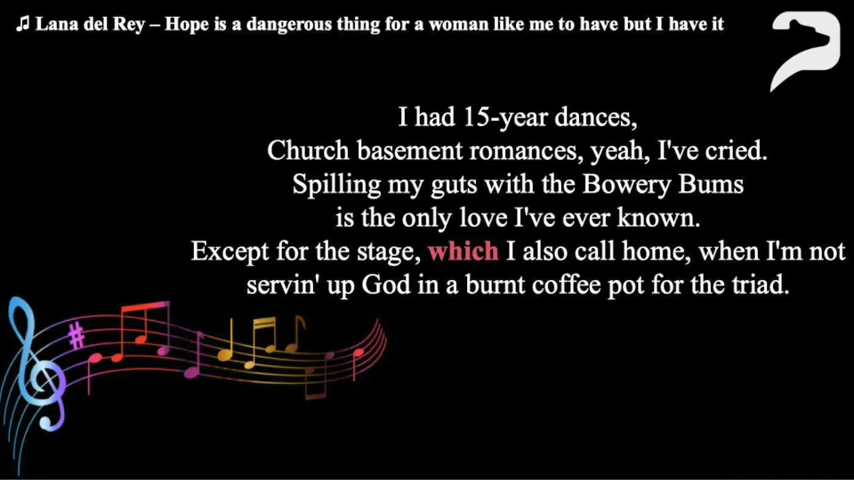 ♫ Lana del Rey – Hope is a dangerous thing for a woman like me to have but I have it
I had 15-year dances,
Church basement romances, yeah, I've cried.
Spilling my guts with the Bowery Bums
is the only love I've ever known.
Except for the stage, which I also call home, when I'm not
servin' up God in a burnt coffee pot for the triad.